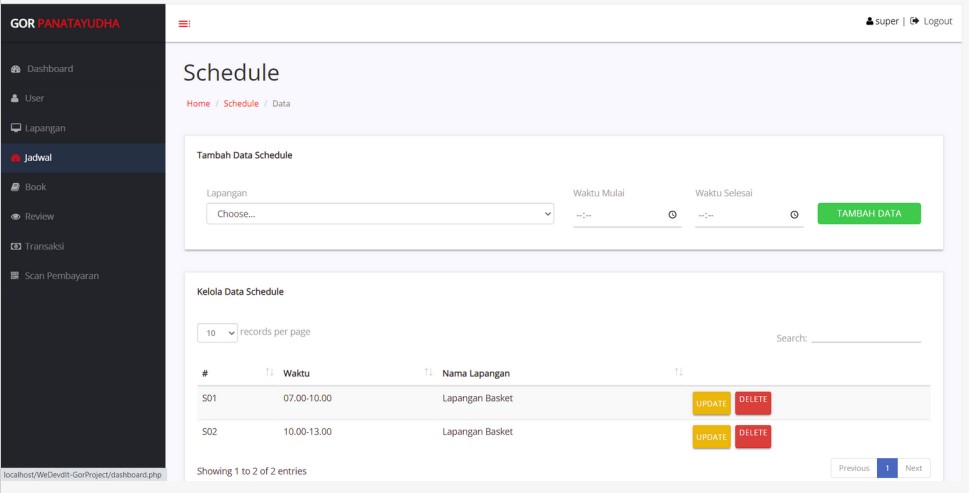 GOR PANATAYUDHA
super | Logout
Dashboard
User
Lapangan
Jadwal
Book
Review
Transaksi
Scan Pembayaran
Schedule
Home / Schedule / Data
Tambah Data Schedule
Lapangan Waktu Mulai Waktu Selesai
Choose... --:-- --:-- TAMBAH DATA
Kelola Data Schedule
10 records per page
Search:
# Waktu Nama Lapangan
S01 07.00-10.00 Lapangan Basket UPDATE DELETE
S02 10.00-13.00 Lapangan Basket UPDATE DELETE
Showing 1 to 2 of 2 entries
Previous 1 Next
localhost/WeDevdIt-GorProject/dashboard.php